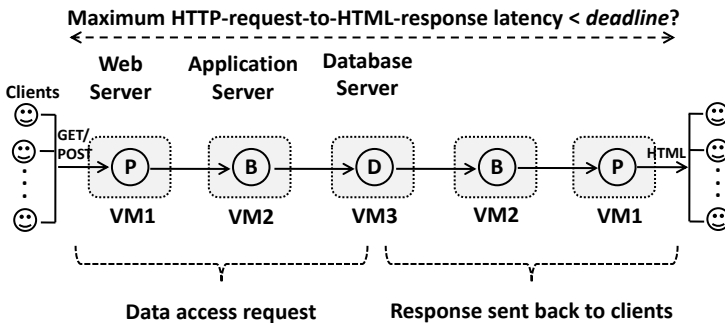 Maximum HTTP-request-to-HTML-response latency < deadline?
Web Server
Application Server
Database Server
Clients
GET/
POST
P
B
D
B
P
HTML
VM1
VM2
VM3
VM2
VM1
Data access request
Response sent back to clients